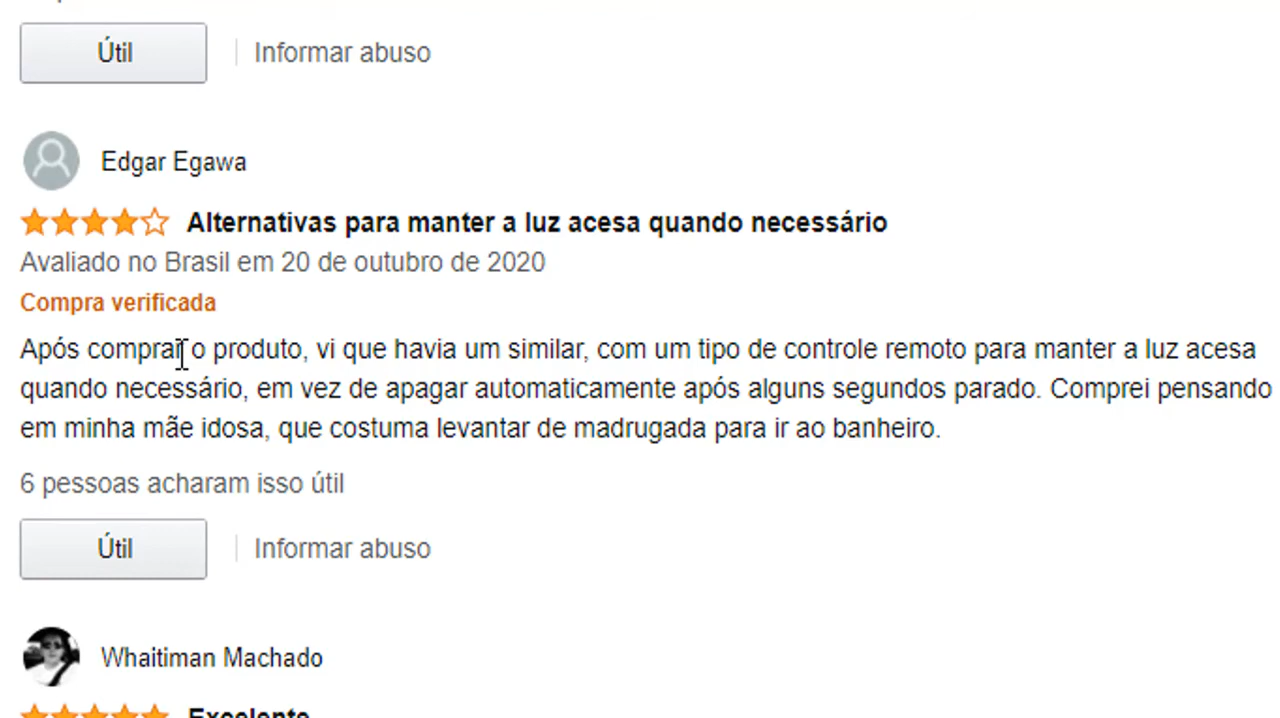 Útil
Informar abuso
Edgar Egawa
Alternativas para manter a luz acesa quando necessário
Avaliado no Brasil em 20 de outubro de 2020
Compra verificada
Após comprar o produto, vi que havia um similar, com um tipo de controle remoto para manter a luz acesa
quando necessário, em vez de apagar automaticamente após alguns segundos parado. Comprei pensando
em minha mãe idosa, que costuma levantar de madrugada para ir ao banheiro.
6 pessoas acharam isso útil
Útil
Informar abuso
Whaitiman Machado
Excelente